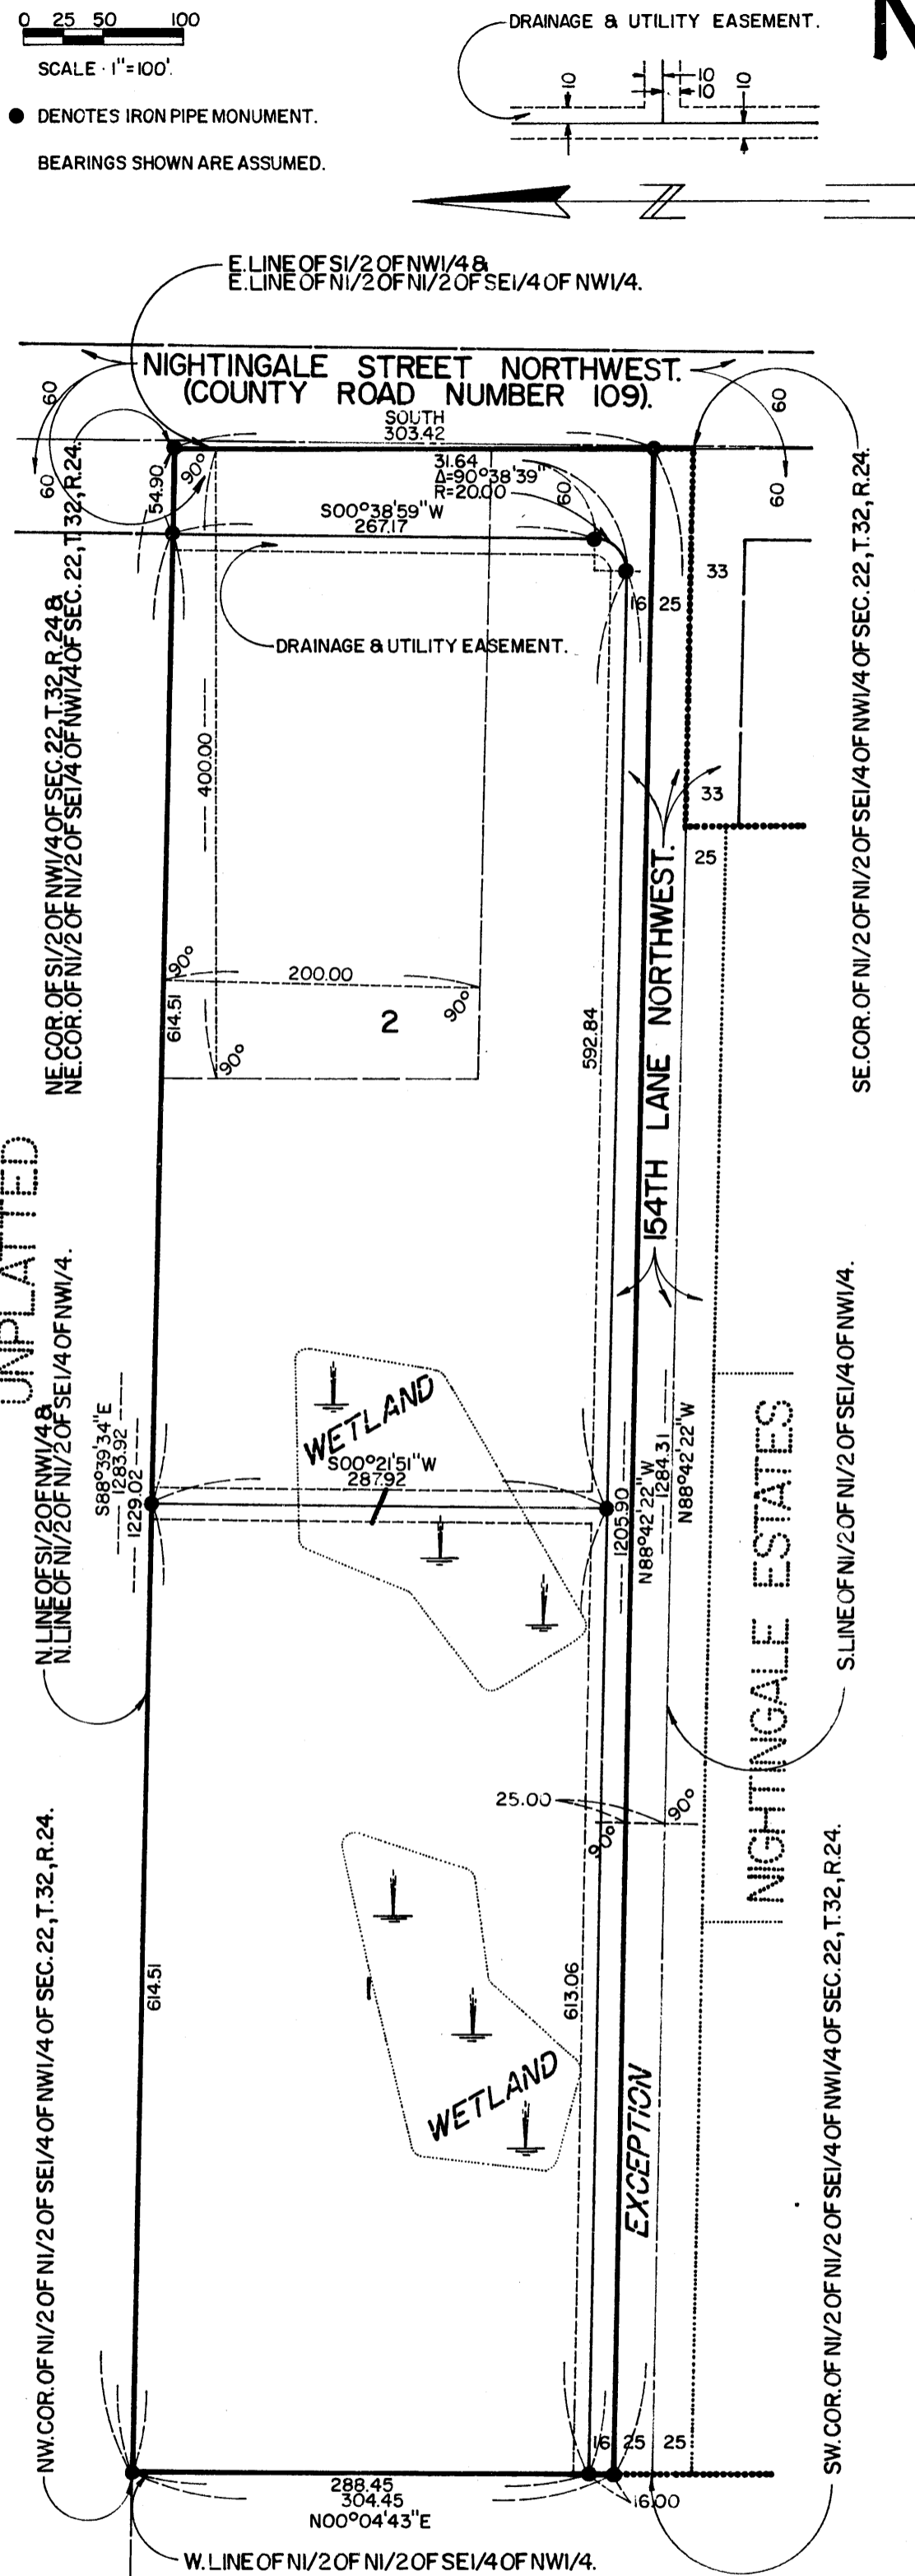 0 25 50 100
SCALE · 1"=100'.
● DENOTES IRON PIPE MONUMENT.
BEARINGS SHOWN ARE ASSUMED.
DRAINAGE & UTILITY EASEMENT.
N
10
10
10
10
E.LINE OF S1/2 OF NW1/4 &
E.LINE OF N1/2 OF N1/2 OF SE1/4 OF NW1/4.
NIGHTINGALE STREET NORTHWEST.
(COUNTY ROAD NUMBER 109).
60
60
60
60
SOUTH
303.42
54.90
90°
31.64
Δ=90°38'39"
R=20.00
60
S00°38'59"W
267.17
16
25
33
33
25
DRAINAGE & UTILITY EASEMENT.
NE.COR.OF S1/2 OF NW1/4 OF SEC.22,T.32,R.24 &
NE.COR.OF N1/2 OF N1/2 OF SE1/4 OF NW1/4 OF SEC.22,T.32,R.24.
SE.COR.OF N1/2 OF N1/2 OF SE1/4 OF NW1/4 OF SEC.22,T.32,R.24.
400.00
90°
200.00
90°
90°
614.51
2
592.84
154TH LANE NORTHWEST.
UNPLATTED
N.LINE OF S1/2 OF NW1/4 &
N.LINE OF N1/2 OF N1/2 OF SE1/4 OF NW1/4.
S88°39'34"E
1283.92
1229.02
WETLAND
S00°21'51"W
287.92
1
1205.90
N88°42'22"W
1284.31
N88°42'22"W
NIGHTINGALE ESTATES
S.LINE OF N1/2 OF N1/2 OF SE1/4 OF NW1/4.
25.00
90°
90°
614.51
1
613.06
WETLAND
EXCEPTION
NW.COR.OF N1/2 OF N1/2 OF SE1/4 OF NW1/4 OF SEC.22,T.32,R.24.
SW.COR.OF N1/2 OF N1/2 OF SE1/4 OF NW1/4 OF SEC.22,T.32,R.24.
16
25
25
288.45
304.45
N00°04'43"E
16.00
W.LINE OF N1/2 OF N1/2 OF SE1/4 OF NW1/4.